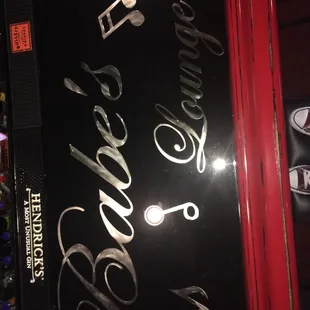 Babe's
Lounge
HENDRICK'S
A MOST UNUSUAL GIN